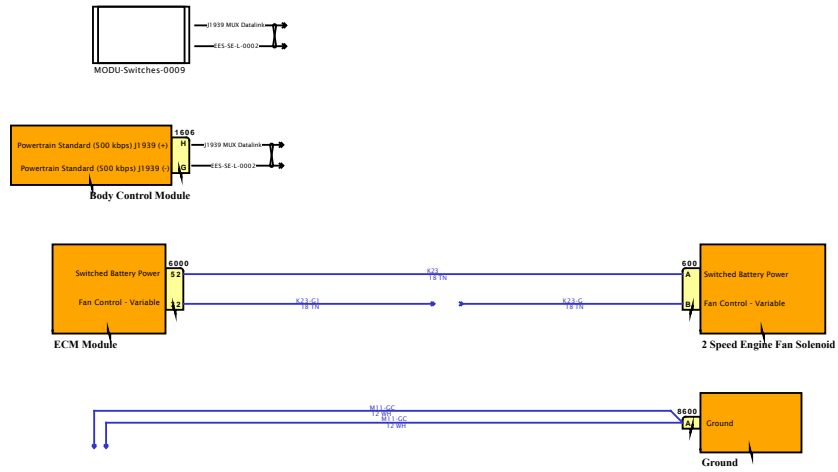 J1939 MUX Datalink
EES-SE-L-0002
MODU-Switches-0009
1606
Powertrain Standard (500 kbps) J1939 (+)
H
J1939 MUX Datalink
Powertrain Standard (500 kbps) J1939 (-)
G
EES-SE-L-0002
Body Control Module
6000
600
Switched Battery Power
52
K23
18 TN
A
Switched Battery Power
Fan Control - Variable
K23-G1
18 TN
K23-G
18 TN
B
Fan Control - Variable
ECM Module
2 Speed Engine Fan Solenoid
M11-GC
12 WH
8600
M11-GC
12 WH
A
Ground
Ground